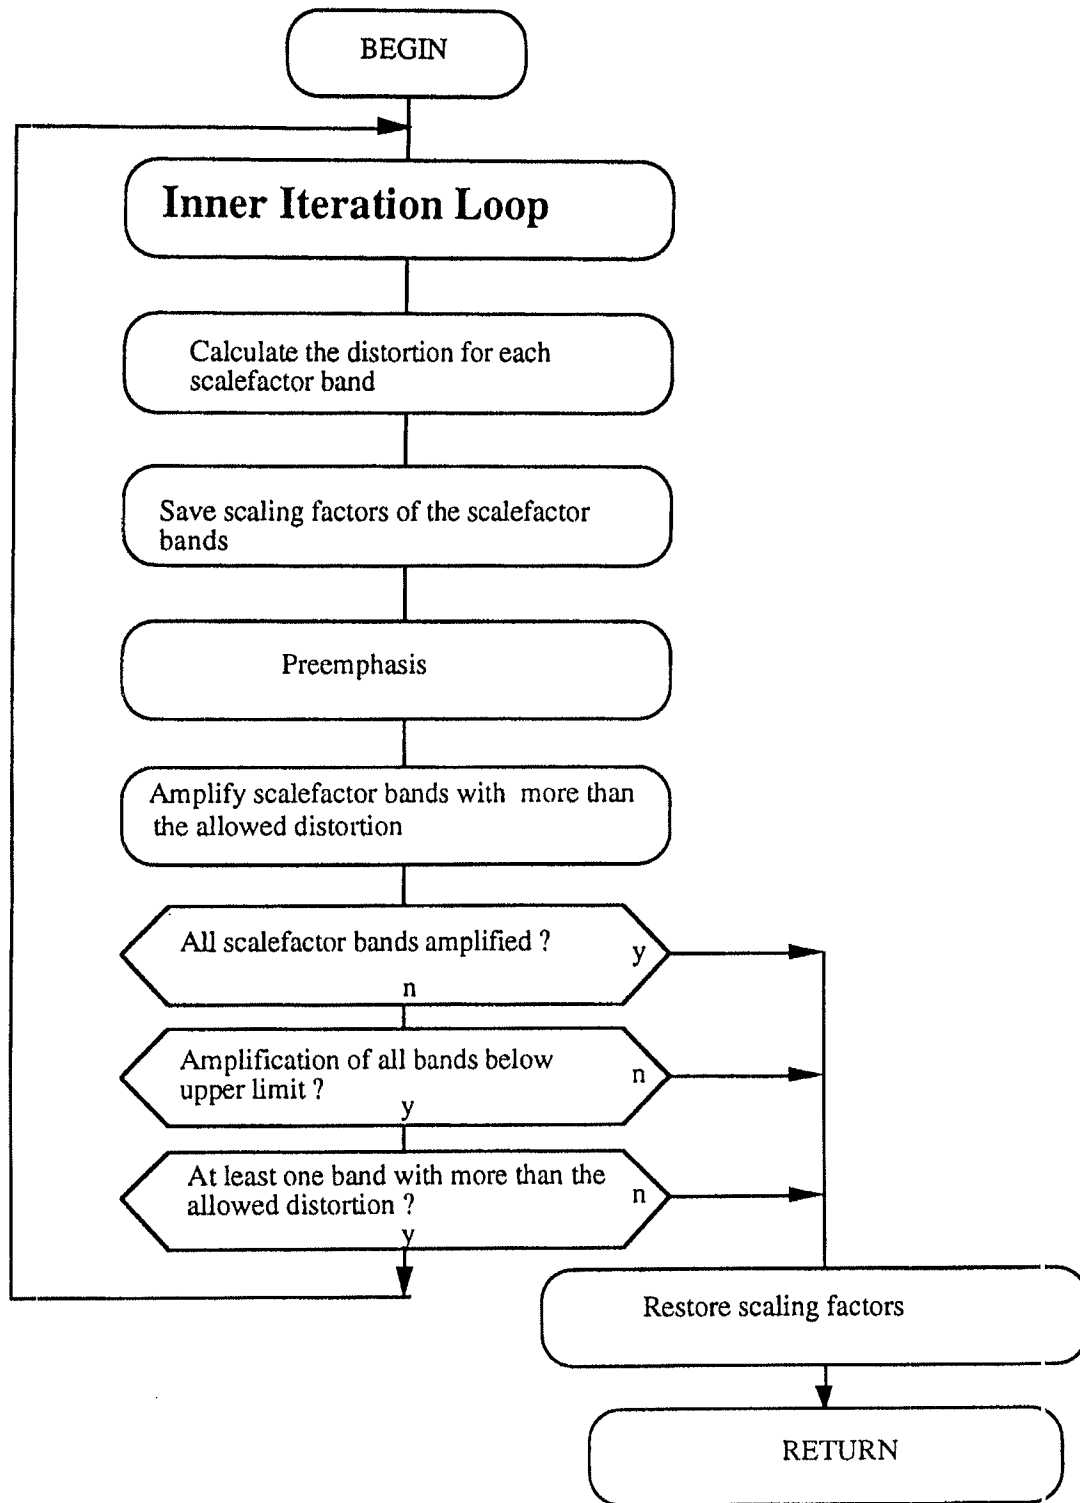 BEGIN
Inner Iteration Loop
Calculate the distortion for each
scalefactor band
Save scaling factors of the scalefactor
bands
Preemphasis
Amplify scalefactor bands with more than
the allowed distortion
All scalefactor bands amplified ?
y
n
Amplification of all bands below
upper limit ?
n
y
At least one band with more than the
allowed distortion ?
n
y
Restore scaling factors
RETURN